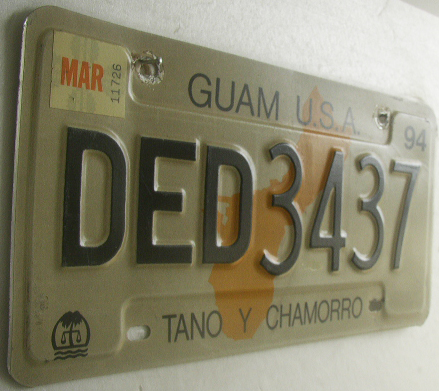 MAR
11726
GUAM U.S.A.
94
DED3437
TANO Y CHAMORRO